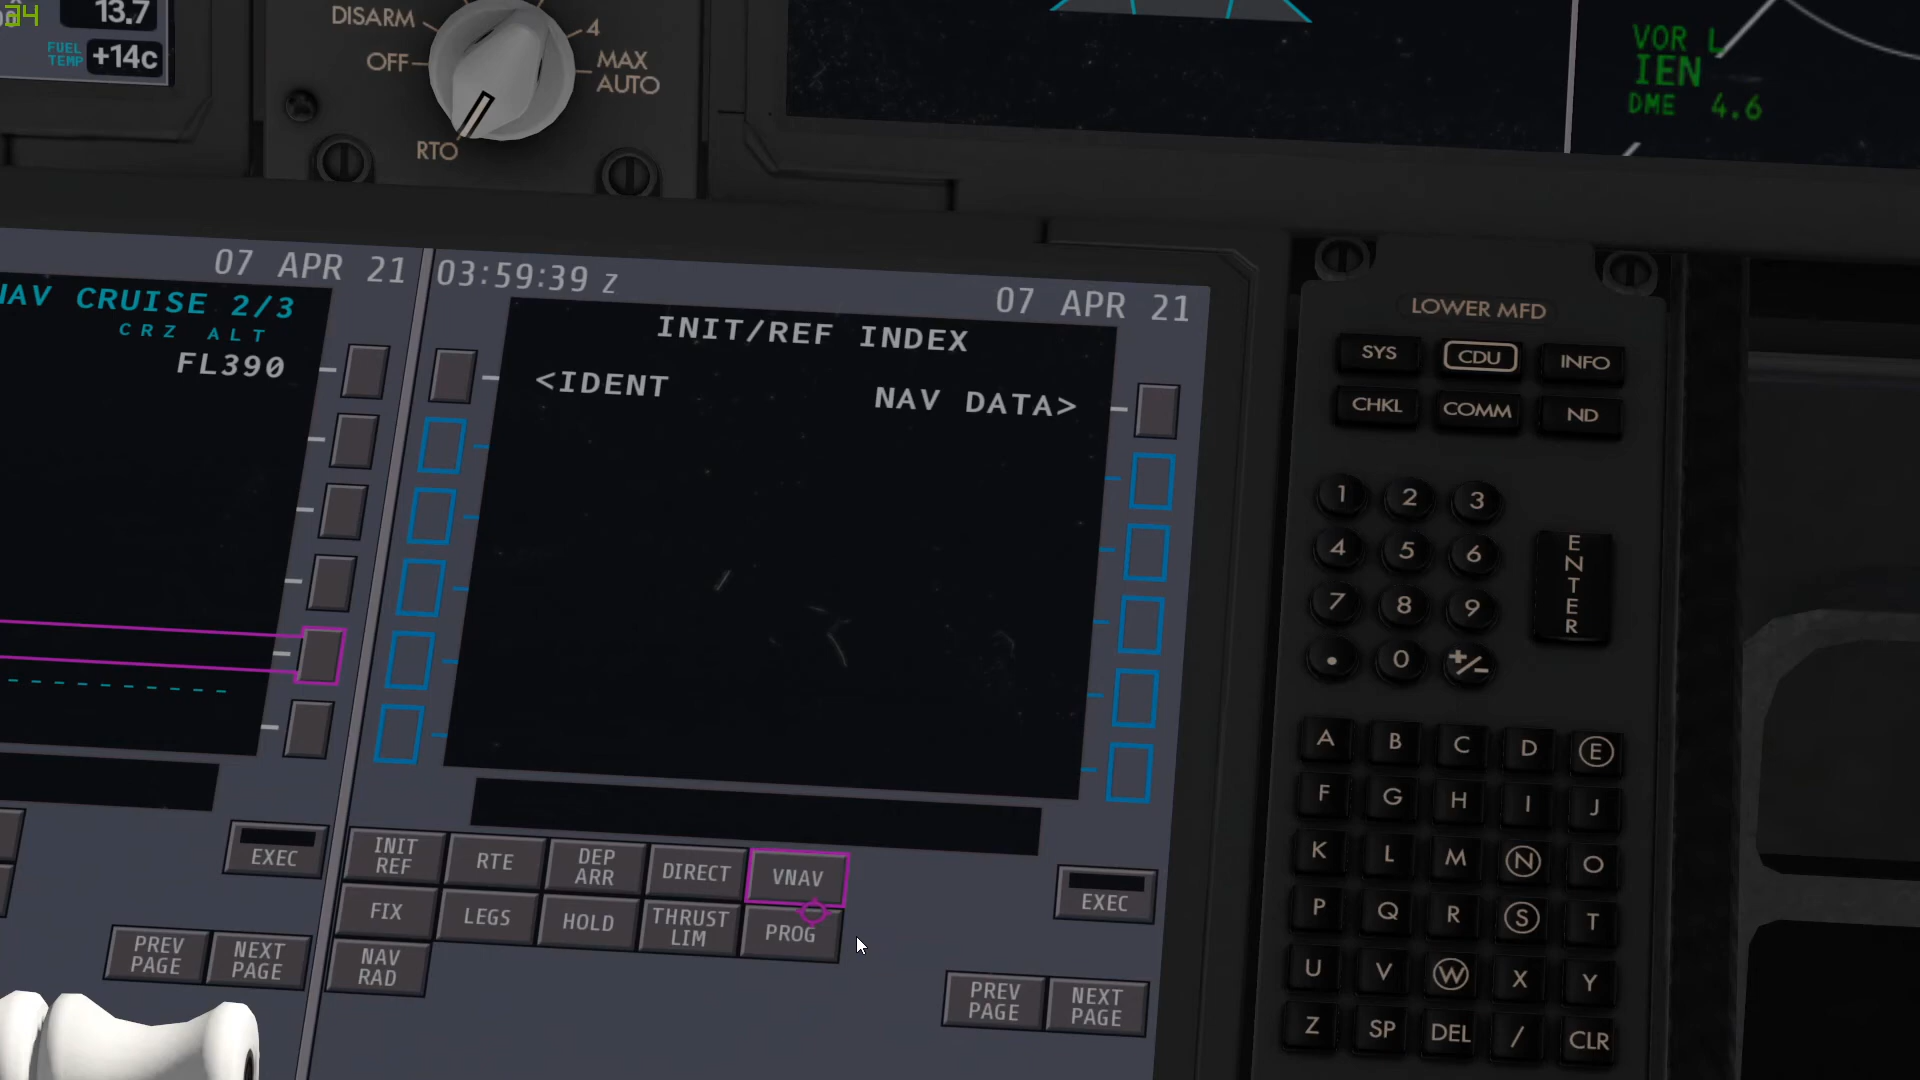 13.7
FUEL
TEMP
+14c
DISARM
OFF
RTO
4
MAX
AUTO
VOR L
IEN
DME 4.6
07 APR 21
CRUISE 2/3
CRZ ALT
FL390
03:59:39 z
07 APR 21
INIT/REF INDEX
<IDENT
NAV DATA>
EXEC
PREV
PAGE
NEXT
PAGE
INIT
REF
RTE
DEP
ARR
DIRECT
VNAV
FIX
LEGS
HOLD
THRUST
LIM
PROG
NAV
RAD
EXEC
PREV
PAGE
NEXT
PAGE
LOWER MFD
SYS CDU INFO
CHKL COMM ND
1 2 3
4 5 6
7 8 9
. 0 +/-
ENTER
A B C D E
F G H I J
K L M N O
P Q R S T
U V W X Y
Z SP DEL / CLR